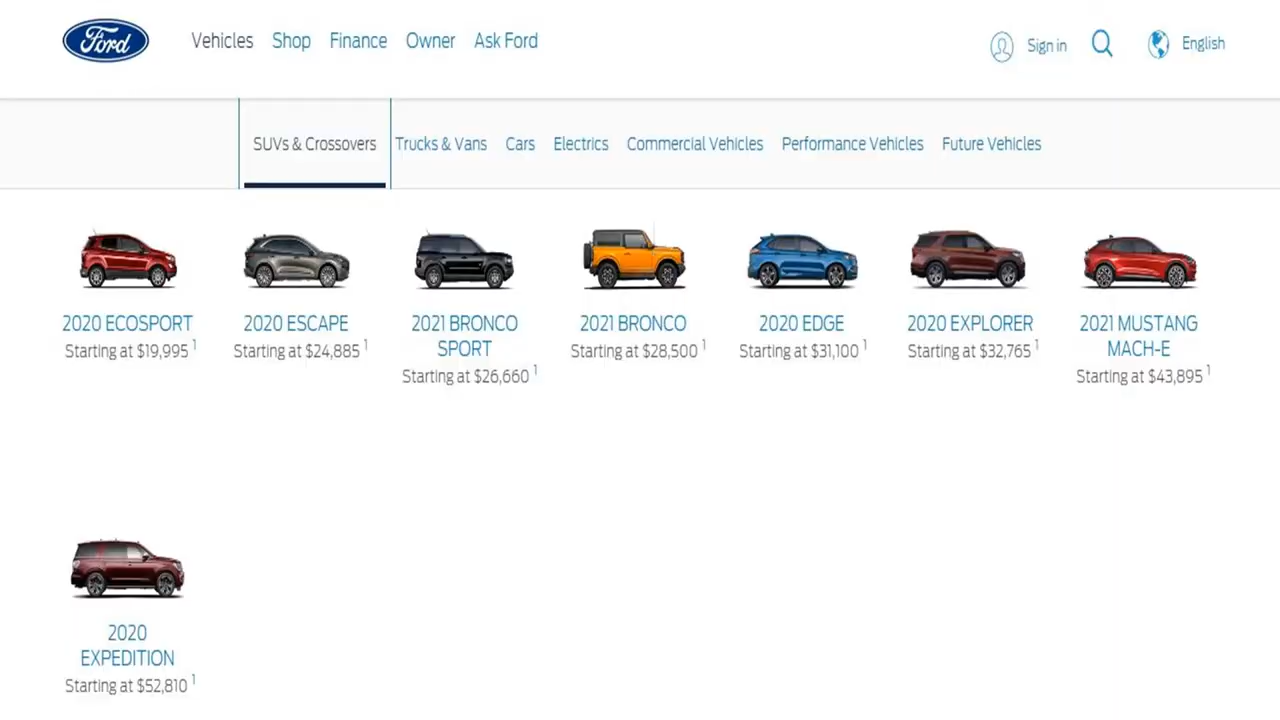 Ford Vehicles Shop Finance Owner Ask Ford Sign in English
SUVs & Crossovers Trucks & Vans Cars Electrics Commercial Vehicles Performance Vehicles Future Vehicles
2020 ECOSPORT
Starting at $19,995 1
2020 ESCAPE
Starting at $24,885 1
2021 BRONCO
SPORT
Starting at $26,660 1
2021 BRONCO
Starting at $28,500 1
2020 EDGE
Starting at $31,100 1
2020 EXPLORER
Starting at $32,765 1
2021 MUSTANG
MACH-E
Starting at $43,895 1
2020
EXPEDITION
Starting at $52,810 1